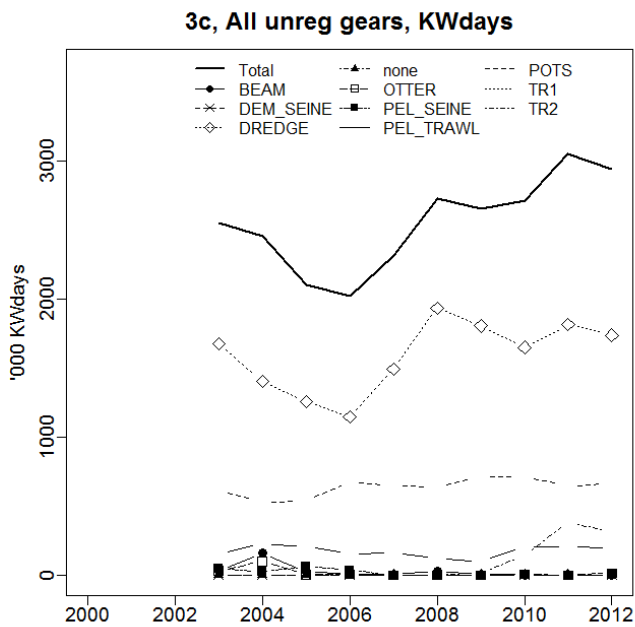 3c, All unreg gears, KWdays
Total none POTS
BEAM OTTER TR1
DEM_SEINE PEL_SEINE TR2
DREDGE PEL_TRAWL
'000 KWdays
3000
2000
1000
0
2000 2002 2004 2006 2008 2010 2012